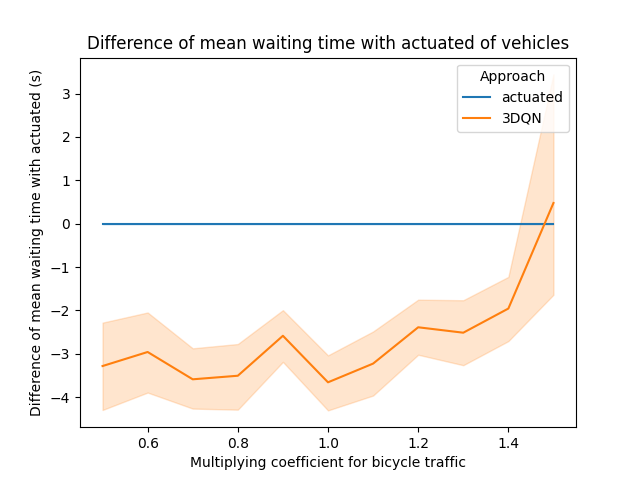 Difference of mean waiting time with actuated of vehicles
Difference of mean waiting time with actuated (s)
3
2
1
0
−1
−2
−3
−4
Approach
actuated
3DQN
0.6 0.8 1.0 1.2 1.4
Multiplying coefficient for bicycle traffic